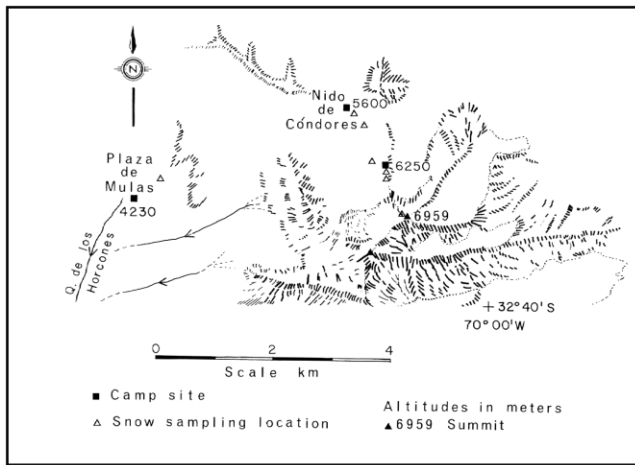 N
Nido
de
Cóndores
5600
Plaza
de
Mulas
4230
6250
6959
Q. de los
Horcones
32°40'S
70°00'W
0 2 4
Scale km
Camp site
Snow sampling location
Altitudes in meters
6959 Summit